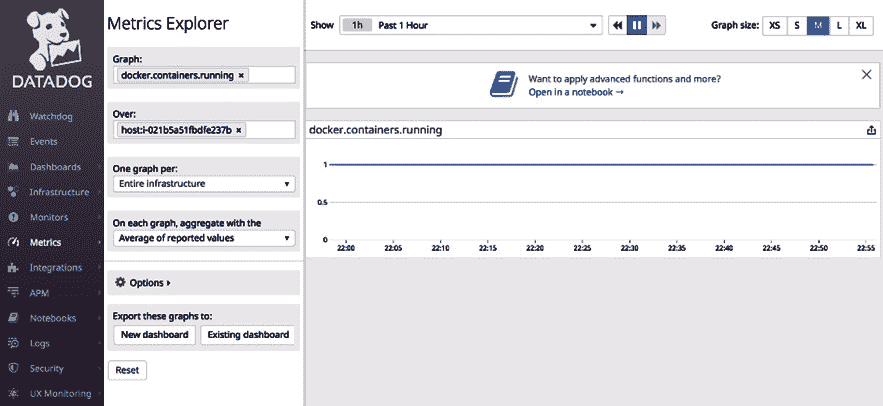 DATADOG
Watchdog
Events
Dashboards
Infrastructure
Monitors
Metrics
Integrations
APM
Notebooks
Logs
Security
UX Monitoring
Metrics Explorer
Graph:
docker.containers.running ×
Over:
host:i-021b5a51fbdfe237b ×
One graph per:
Entire infrastructure
On each graph, aggregate with the
Average of reported values
Options
Export these graphs to:
New dashboard Existing dashboard
Reset
Show 1h Past 1 Hour Graph size: XS S M L XL
Want to apply advanced functions and more?
Open in a notebook →
docker.containers.running
1
0.5
0
22:00 22:05 22:10 22:15 22:20 22:25 22:30 22:35 22:40 22:45 22:50 22:55